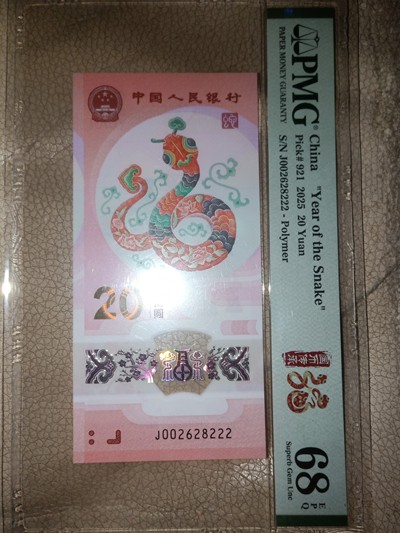 中国人民银行
20
J002628222
PMG®
PAPER MONEY GUARANTY
China "Year of the Snake"
Pick# 921 2025 20 Yuan
S/N J002628222 - Polymer
68 EPQ
Superb Gem Unc